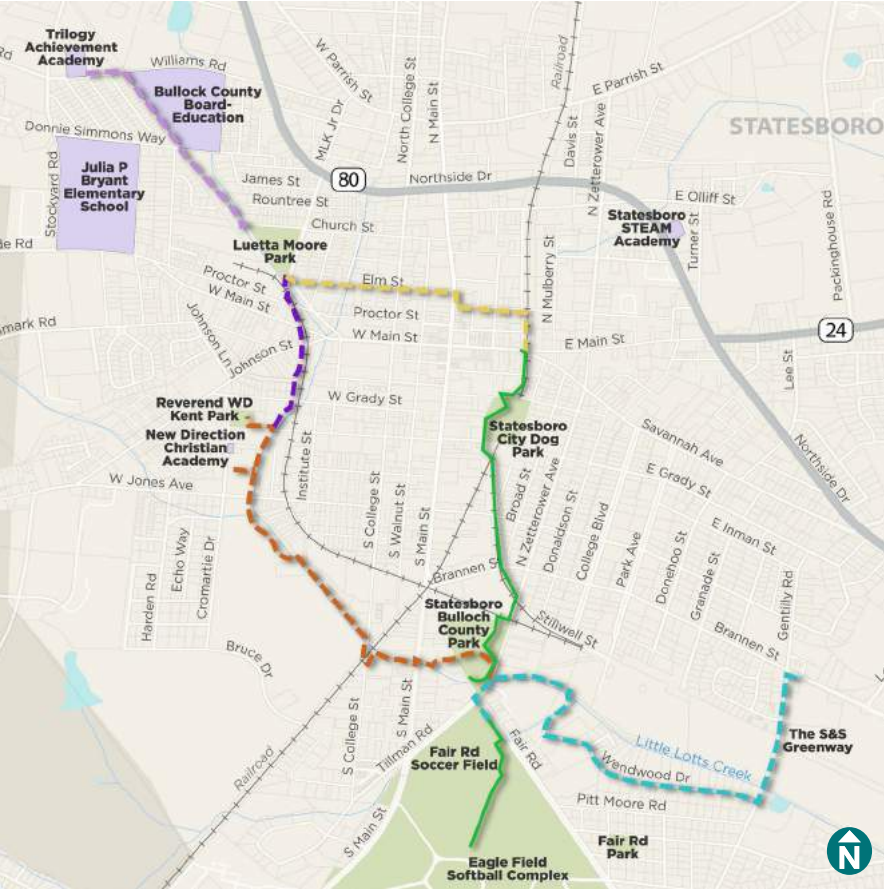 Trilogy
Achievement
Academy
Rd
Williams Rd
Bullock County
Board-
Education
Donnie Simmons Way
Stockyard Rd
Julia P
Bryant
Elementary
School
W Parrish St
MLK Jr Dr
North College St
N Main St
Railroad
E Parrish St
Davis St
N Zetterower Ave
STATESBORO
James St
80
Northside Dr
Rountree St
Church St
E Olliff St
Statesboro
STEAM
Academy
Turner St
Packinghouse Rd
Luetta Moore
Park
Proctor St
W Main St
Elm St
N Mulberry St
Proctor St
W Main St
E Main St
24
mark Rd
Johnson Ln
Johnson St
Lee St
W Grady St
Reverend WD
Kent Park
New Direction
Christian
Academy
W Jones Ave
Institute St
Statesboro
City Dog
Park
Savannah Ave
E Grady St
Northside Dr
S College St
S Walnut St
S Main St
Broad St
N Zetterower Ave
Donaldson St
College Blvd
Park Ave
Donehoo St
Granade St
E Inman St
Gentilly Rd
Harden Rd
Echo Way
Cromartie Dr
Brannen S
Statesboro
Bulloch
County
Park
Stillwell St
Brannen St
Bruce Dr
S College St
S Main St
Tillman Rd
Railroad
Fair Rd
Soccer Field
Fair Rd
Little Lotts Creek
The S&S
Greenway
Wendwood Dr
Pitt Moore Rd
S Main St
Fair Rd
Park
Eagle Field
Softball Complex
N